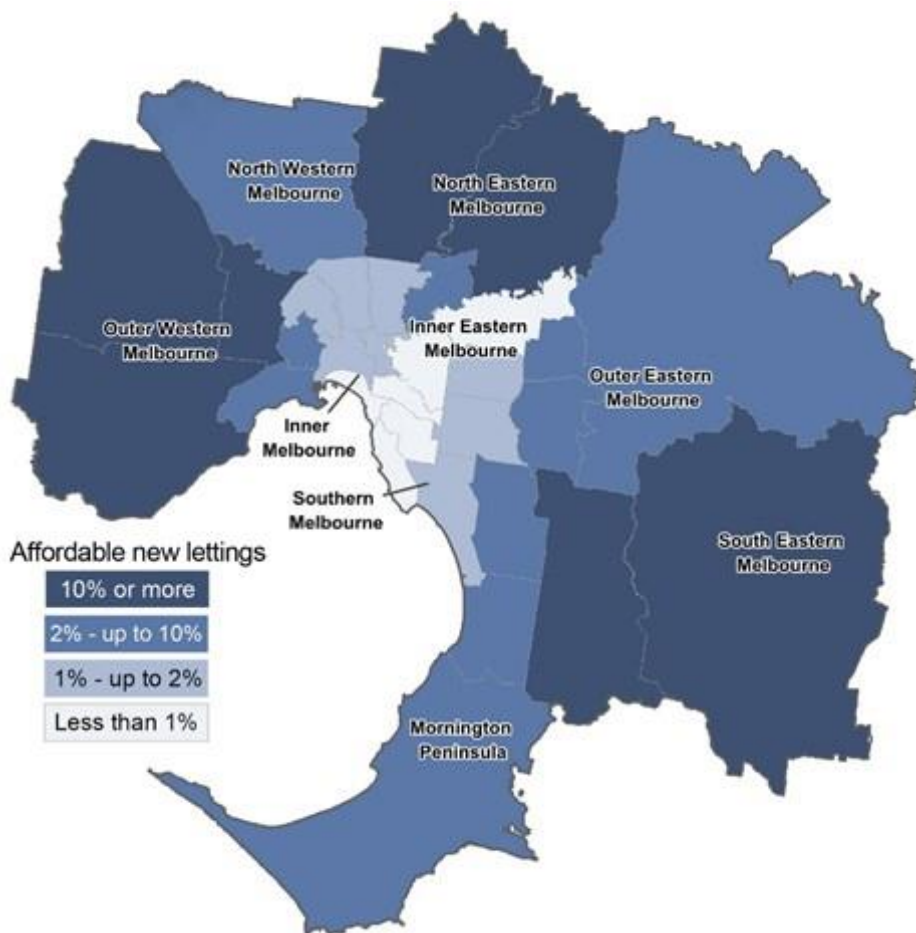 North Western
Melbourne
North Eastern
Melbourne
Outer Western
Melbourne
Inner Eastern
Melbourne
Outer Eastern
Melbourne
Inner
Melbourne
Southern
Melbourne
South Eastern
Melbourne
Affordable new lettings
10% or more
2% - up to 10%
1% - up to 2%
Less than 1%
Mornington
Peninsula